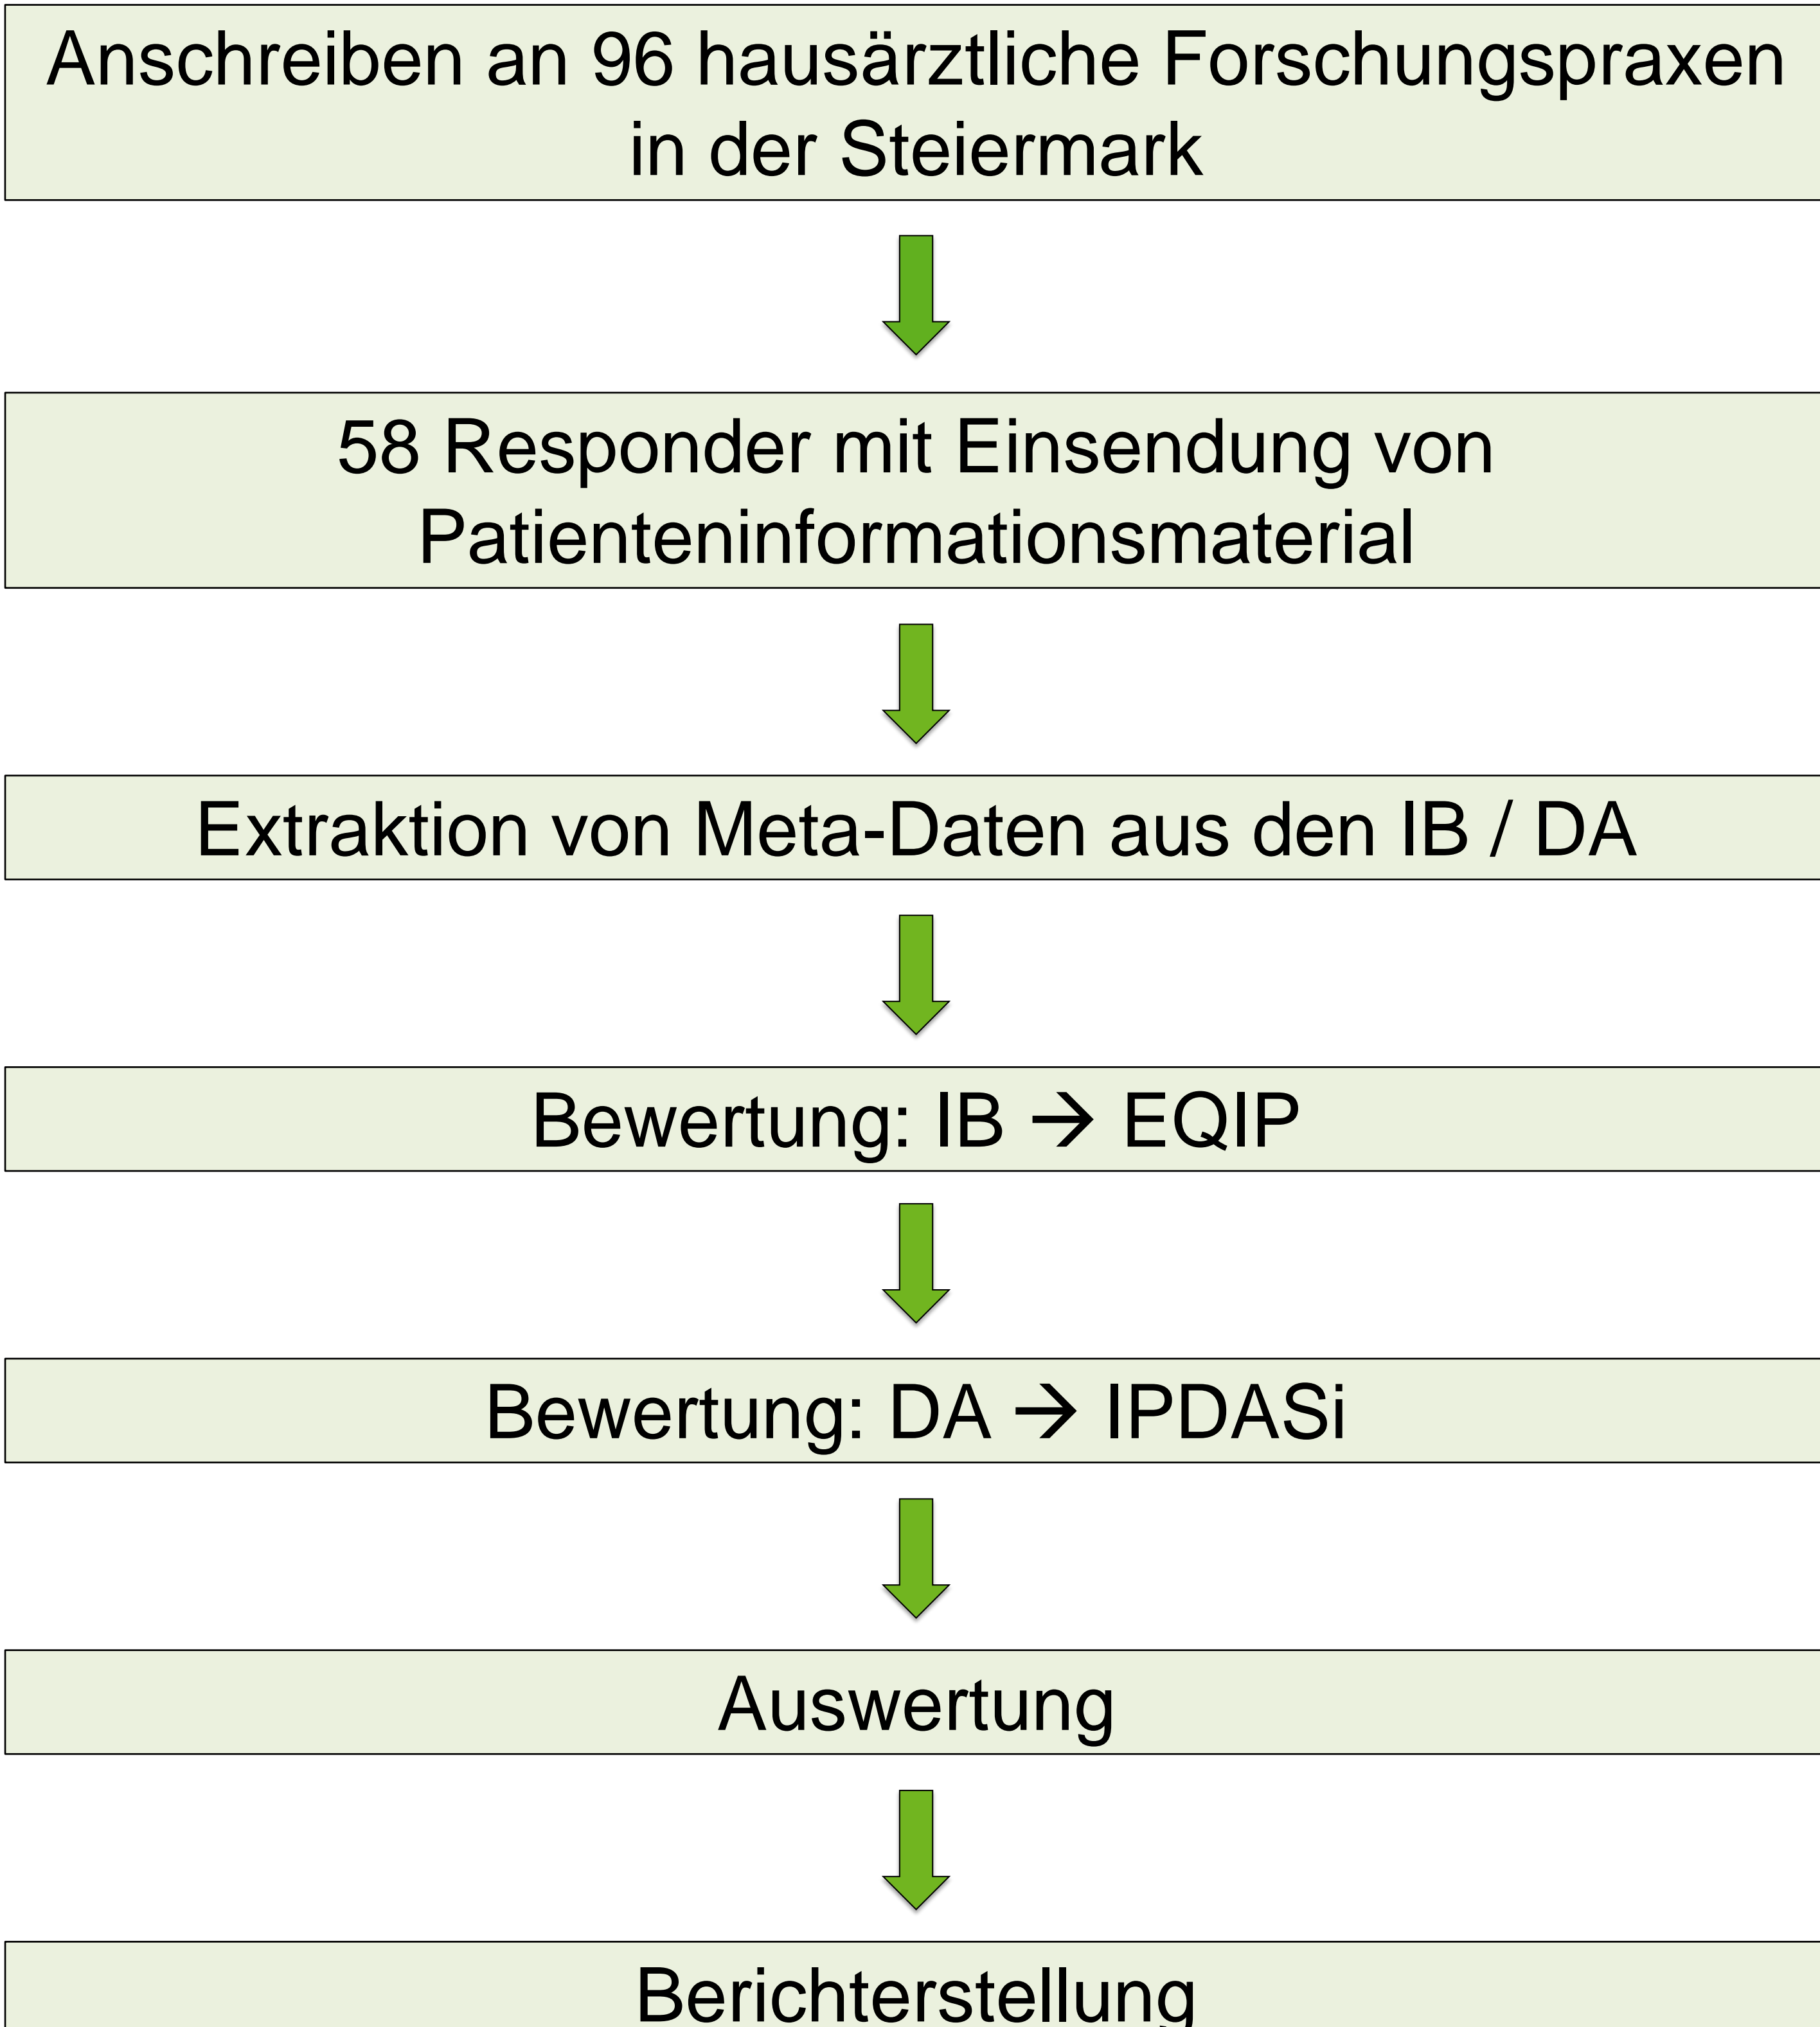 Anschreiben an 96 hausärztliche Forschungspraxen
in der Steiermark
58 Responder mit Einsendung von
Patienteninformationsmaterial
Extraktion von Meta-Daten aus den IB / DA
Bewertung: IB → EQIP
Bewertung: DA → IPDASi
Auswertung
Berichterstellung